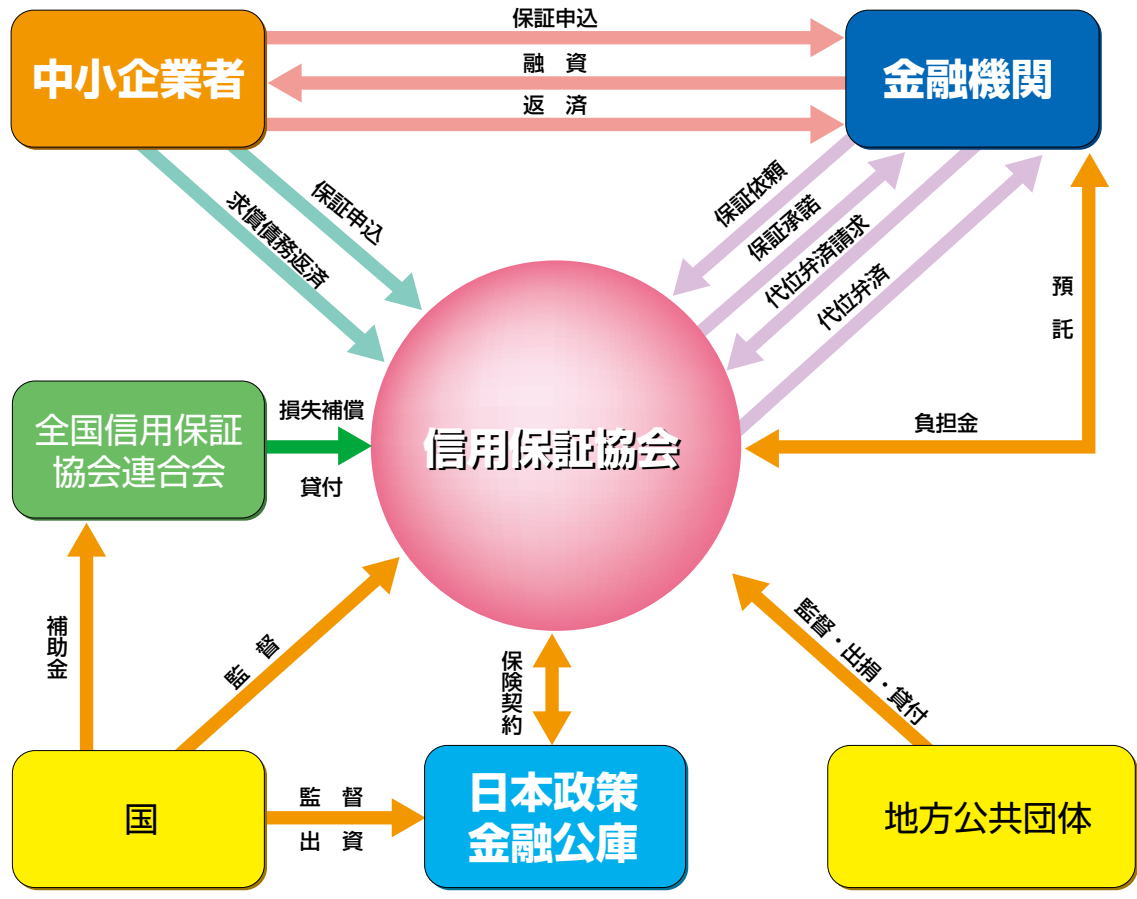 保証申込
中小企業者
融 資
金融機関
返 済
保証申込
求償債務返済
保証依頼
保証承諾
代位弁済請求
代位弁済
預
託
全国信用保証
協会連合会
損失補償
貸付
信用保証協会
負担金
補助金
監 督
保険契約
監督・出捐・貸付
国
監 督
出 資
日本政策
金融公庫
地方公共団体